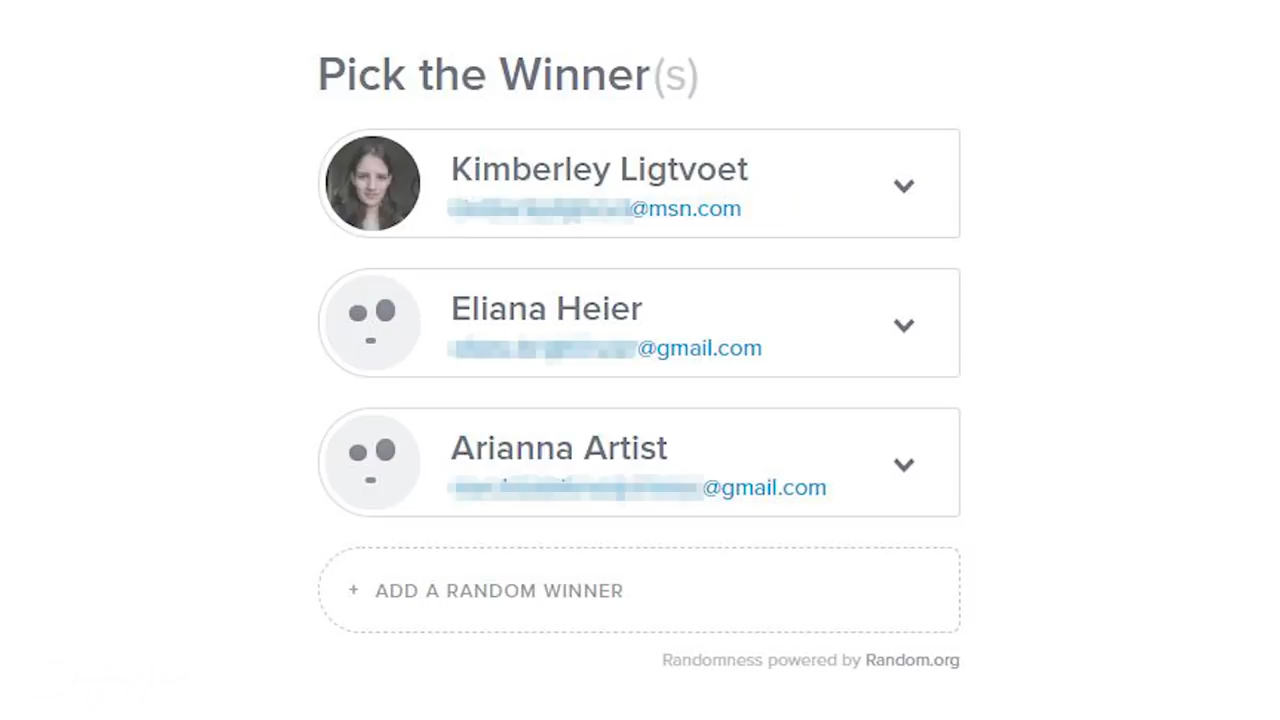 Pick the Winner(s)
Kimberley Ligtvoet
@msn.com
Eliana Heier
@gmail.com
Arianna Artist
@gmail.com
+ ADD A RANDOM WINNER
Randomness powered by Random.org